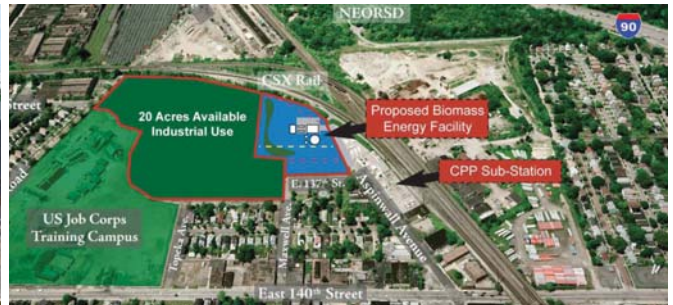 NEORSD
90
CSX Rail
Street
20 Acres Available
Industrial Use
Proposed Biomass
Energy Facility
CPP Sub-Station
E. 137th St.
Aspinwall Avenue
US Job Corps
Training Campus
Topeka Ave.
Maxwell Ave.
East 140th Street